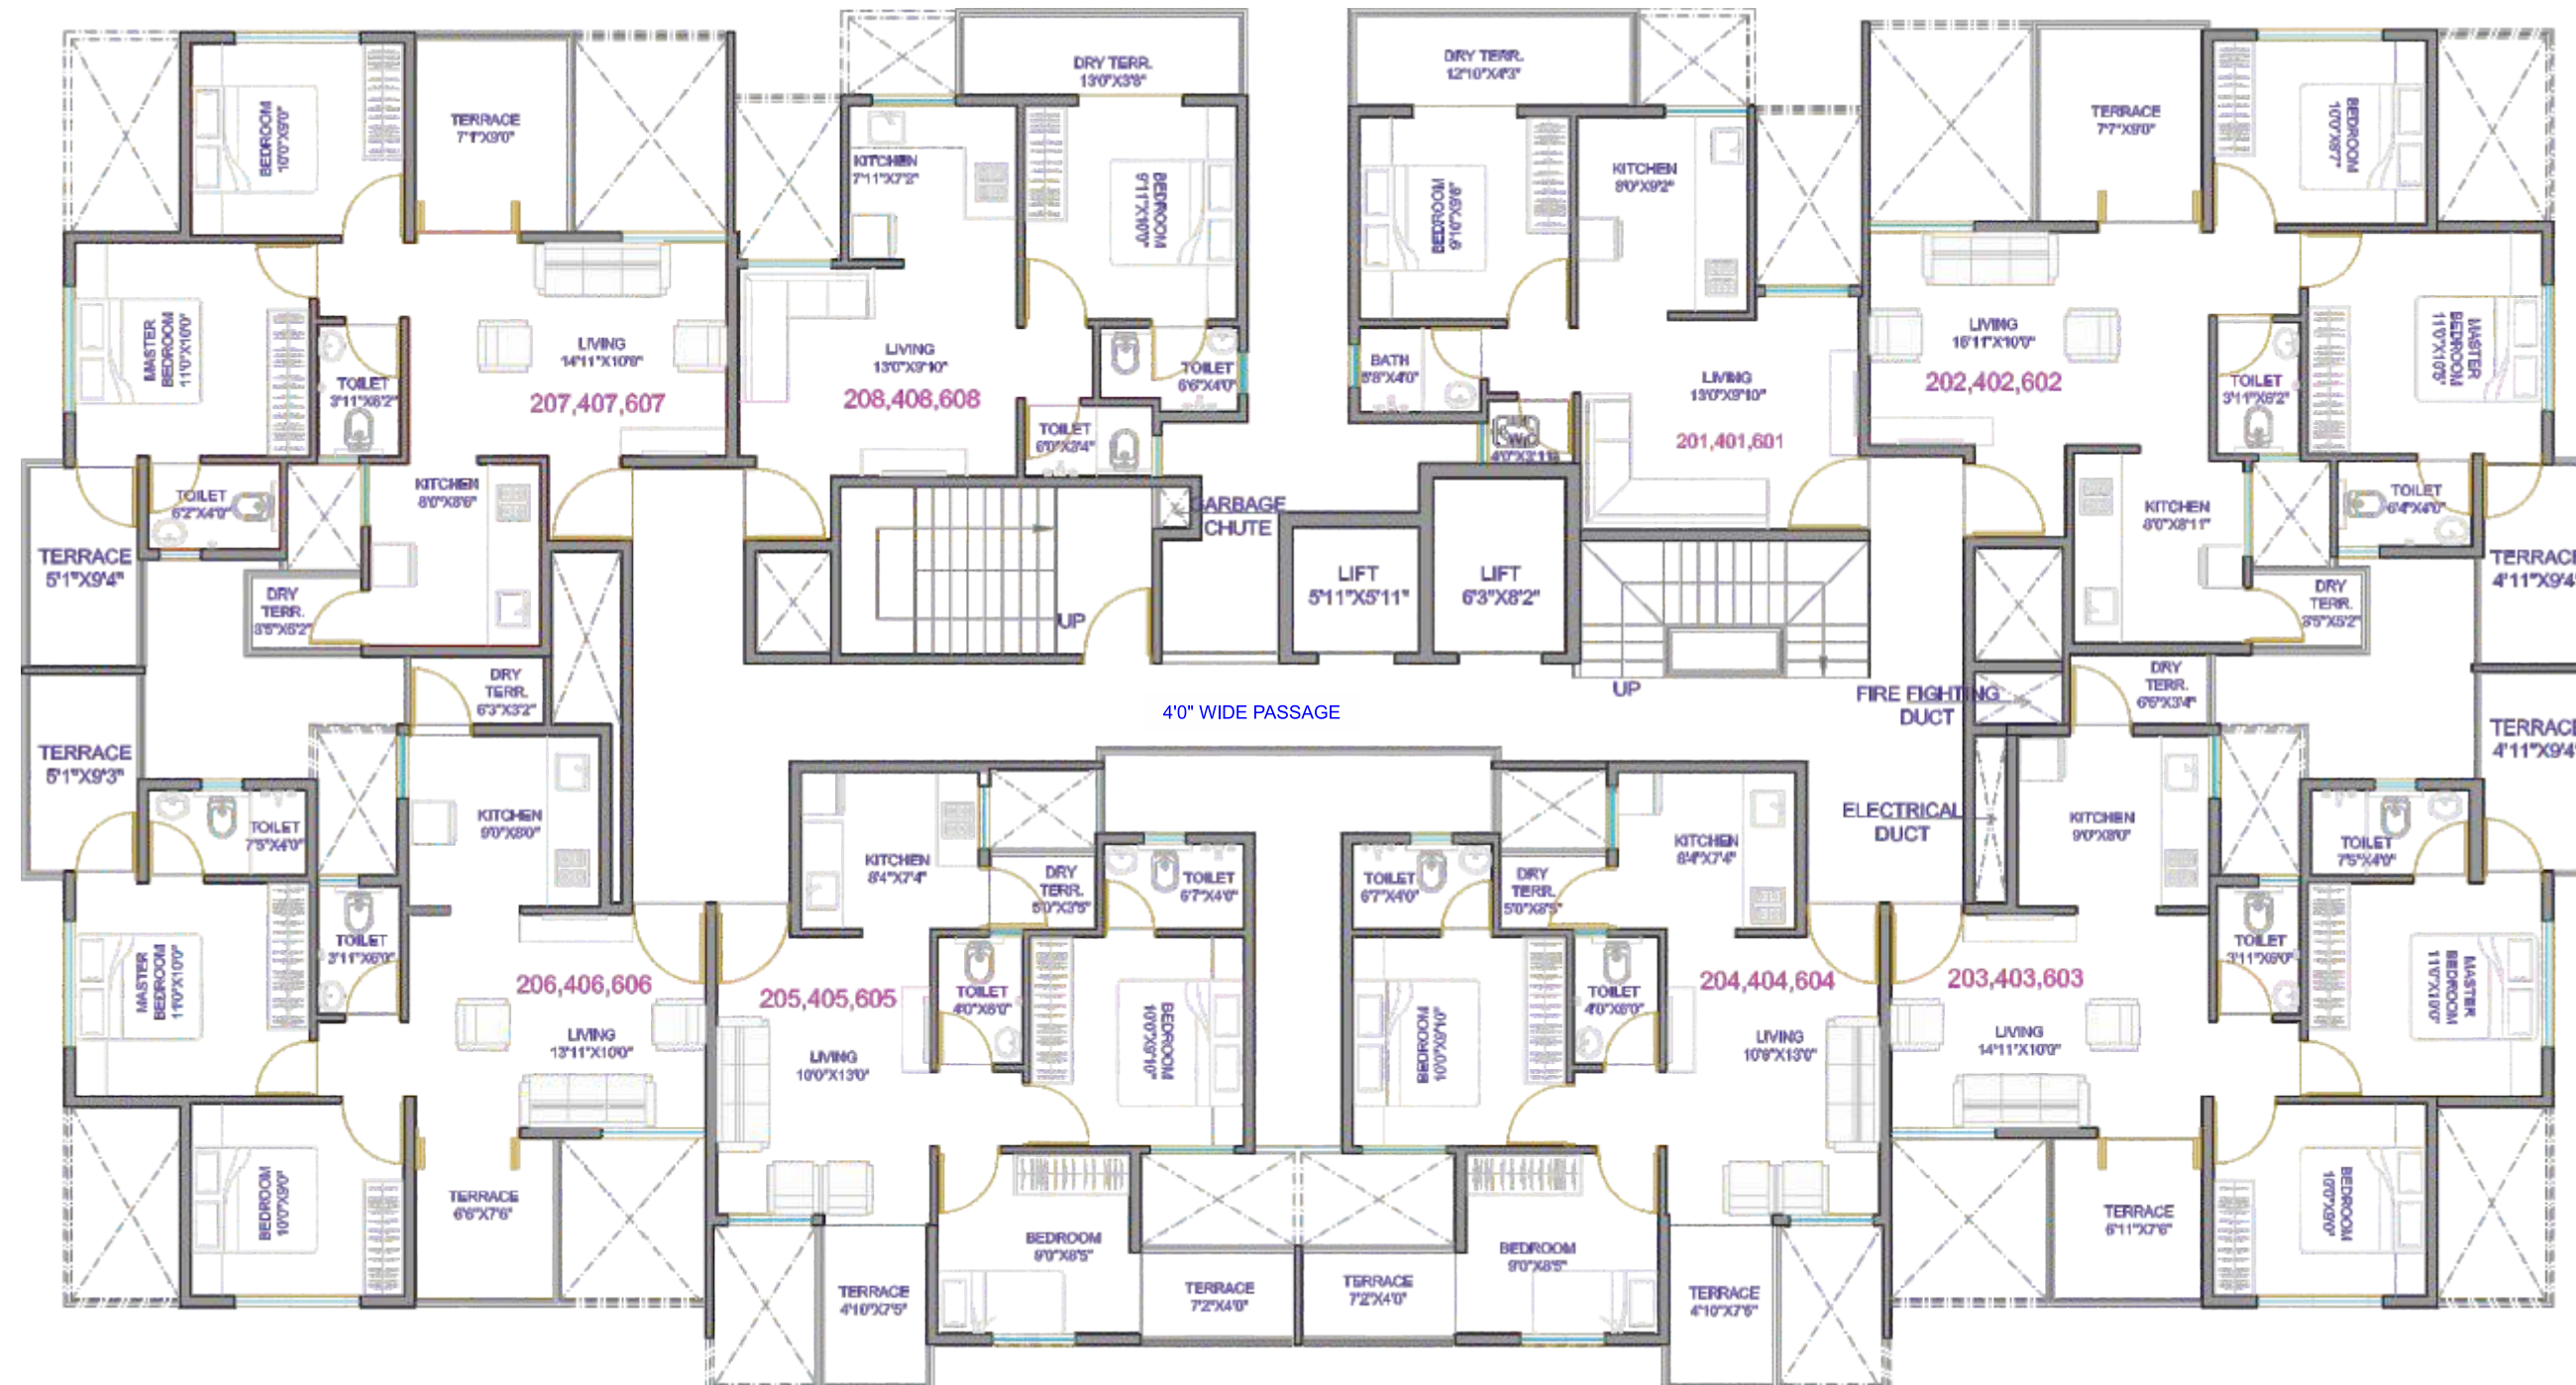 BEDROOM
10'0"X9'0"
TERRACE
7'1"X9'0"
DRY TERR.
13'0"X3'8"
DRY TERR.
12'10"X4'3"
TERRACE
7'7"X9'0"
BEDROOM
10'0"X8'7"
KITCHEN
7'11"X7'2"
BEDROOM
9'11"X10'0"
BEDROOM
9'10"X9'8"
KITCHEN
8'0"X9'2"
MASTER
BEDROOM
11'0"X10'0"
LIVING
14'11"X10'0"
TOILET
3'11"X6'2"
207,407,607
LIVING
13'0"X9'10"
208,408,608
TOILET
6'6"X4'0"
TOILET
6'0"X3'4"
BATH
5'8"X4'0"
W.C
4'0"X3'11"
LIVING
13'0"X9'10"
201,401,601
LIVING
15'11"X10'0"
202,402,602
TOILET
3'11"X6'2"
MASTER
BEDROOM
11'0"X10'5"
TOILET
6'2"X4'0"
KITCHEN
8'0"X8'6"
GARBAGE
CHUTE
KITCHEN
8'0"X8'11"
TOILET
6'4"X4'0"
TERRACE
5'1"X9'4"
DRY
TERR.
3'5"X5'2"
UP
LIFT
5'11"X5'11"
LIFT
6'3"X8'2"
DRY
TERR.
3'5"X5'2"
TERRACE
4'11"X9'4"
DRY
TERR.
6'3"X3'2"
UP
FIRE FIGHTING
DUCT
DRY
TERR.
6'5"X3'4"
4'0" WIDE PASSAGE
TERRACE
5'1"X9'3"
TERRACE
4'11"X9'4"
TOILET
7'5"X4'0"
KITCHEN
9'0"X8'0"
KITCHEN
8'4"X7'4"
DRY
TERR.
5'0"X3'5"
TOILET
6'7"X4'0"
TOILET
6'7"X4'0"
DRY
TERR.
5'0"X3'5"
KITCHEN
8'4"X7'4"
ELECTRICAL
DUCT
KITCHEN
9'0"X8'0"
TOILET
7'5"X4'0"
MASTER
BEDROOM
11'0"X10'0"
TOILET
3'11"X6'0"
206,406,606
LIVING
13'11"X10'0"
205,405,605
LIVING
10'0"X13'0"
TOILET
4'0"X6'0"
BEDROOM
10'0"X9'10"
BEDROOM
10'0"X9'10"
TOILET
4'0"X6'0"
204,404,604
LIVING
10'6"X13'0"
203,403,603
LIVING
14'11"X10'0"
TOILET
3'11"X6'0"
MASTER
BEDROOM
11'0"X10'0"
BEDROOM
10'0"X9'0"
TERRACE
6'6"X7'6"
TERRACE
4'10"X7'5"
BEDROOM
9'0"X8'5"
TERRACE
7'2"X4'0"
TERRACE
7'2"X4'0"
BEDROOM
9'0"X8'5"
TERRACE
4'10"X7'6"
TERRACE
6'11"X7'6"
BEDROOM
10'0"X9'0"